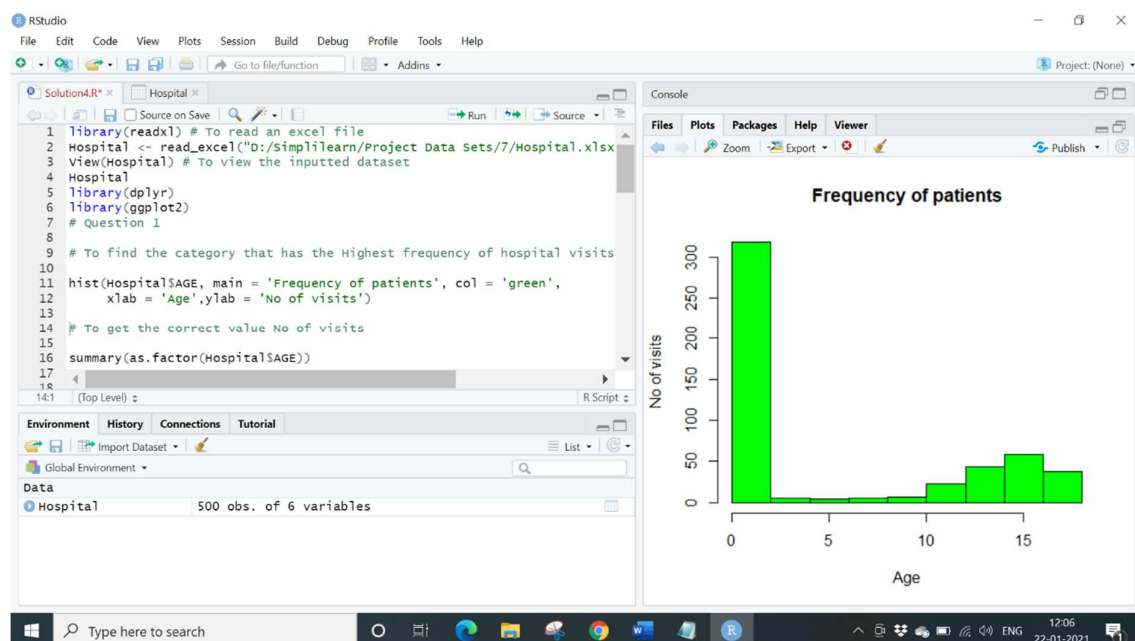 RStudio
File Edit Code View Plots Session Build Debug Profile Tools Help
Go to file/function Addins
Project: (None)
Solution4.R* Hospital
Source on Save Run Source
1 library(readxl) # To read an excel file
2 Hospital <- read_excel("D:/Simplilearn/Project Data Sets/7/Hospital.xlsx
3 View(Hospital) # To view the inputted dataset
4 Hospital
5 library(dplyr)
6 library(ggplot2)
7 # Question 1
8
9 # To find the category that has the Highest frequency of hospital visits
10
11 hist(Hospital$AGE, main = 'Frequency of patients', col = 'green',
12 xlab = 'Age',ylab = 'No of visits')
13
14 # To get the correct value No of visits
15
16 summary(as.factor(Hospital$AGE))
17
18
14:1 (Top Level) R Script
Environment History Connections Tutorial
Import Dataset List
Global Environment
Data
Hospital 500 obs. of 6 variables
Console
Files Plots Packages Help Viewer
Zoom Export Publish
Frequency of patients
No of visits
300
250
200
150
100
50
0
0 5 10 15
Age
Type here to search
ENG
12:06
22-01-2021